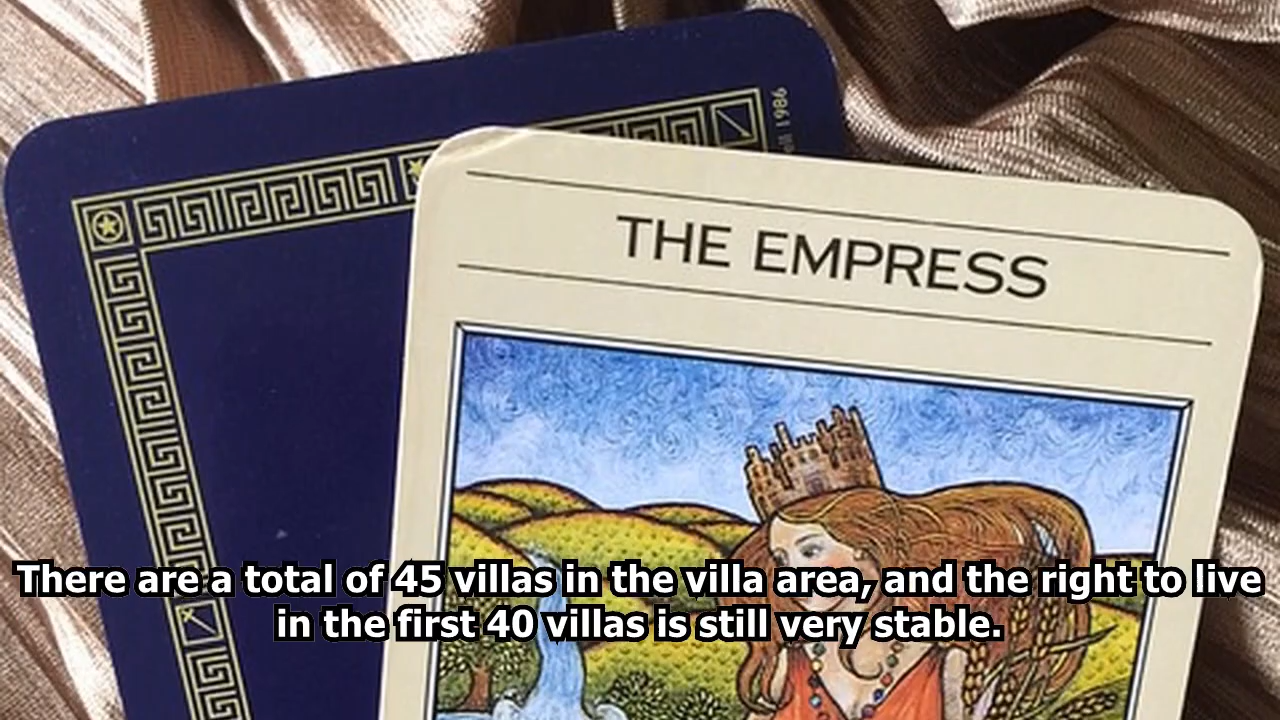 1986
THE EMPRESS
There are a total of 45 villas in the villa area, and the right to live
in the first 40 villas is still very stable.